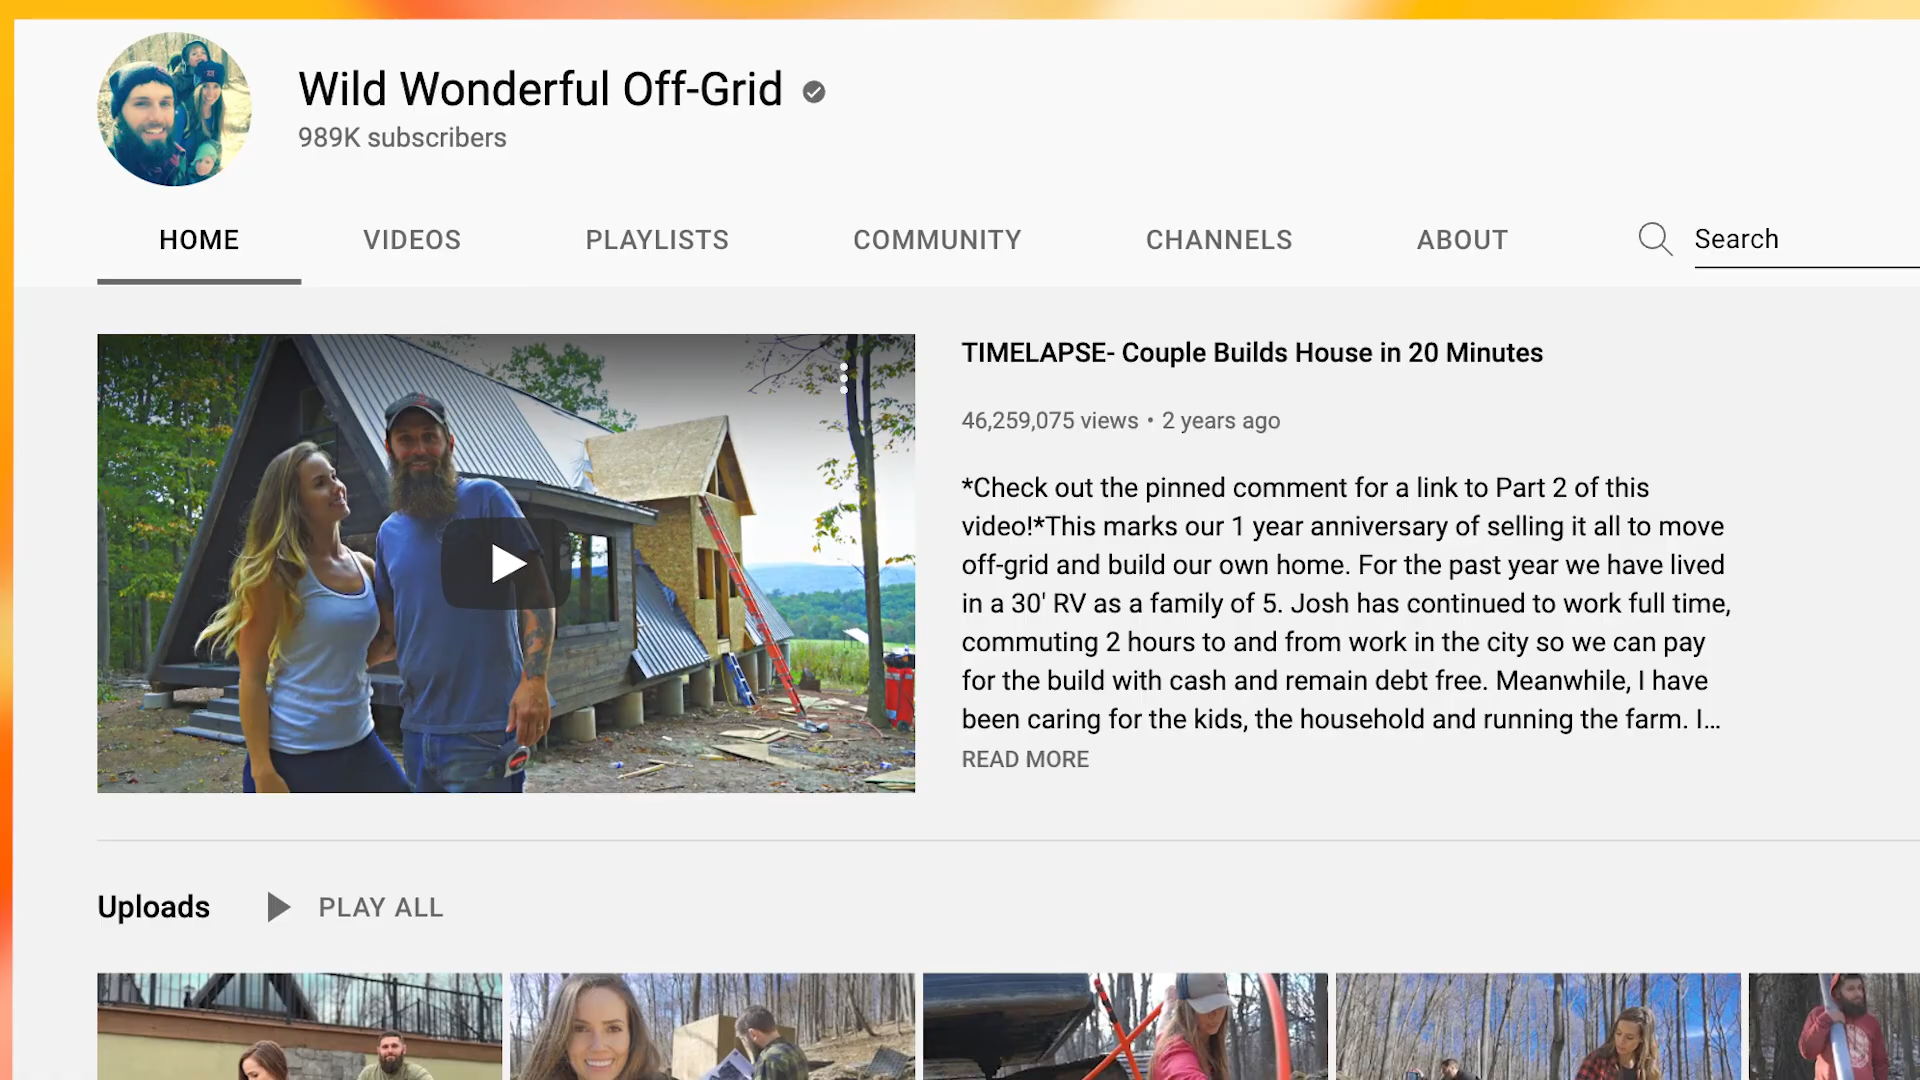 Wild Wonderful Off-Grid
989K subscribers
HOME VIDEOS PLAYLISTS COMMUNITY CHANNELS ABOUT Search
TIMELAPSE- Couple Builds House in 20 Minutes
46,259,075 views • 2 years ago
*Check out the pinned comment for a link to Part 2 of this
video!*This marks our 1 year anniversary of selling it all to move
off-grid and build our own home. For the past year we have lived
in a 30' RV as a family of 5. Josh has continued to work full time,
commuting 2 hours to and from work in the city so we can pay
for the build with cash and remain debt free. Meanwhile, I have
been caring for the kids, the household and running the farm. I...
READ MORE
Uploads PLAY ALL